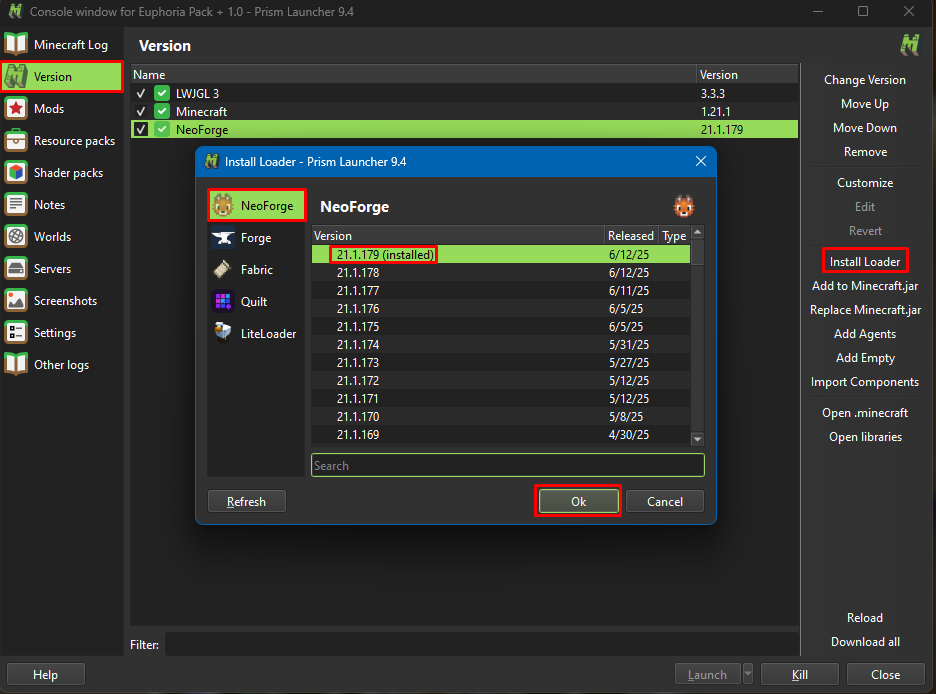 Console window for Euphoria Pack + 1.0 - Prism Launcher 9.4
Minecraft Log
Version
Mods
Resource packs
Shader packs
Notes
Worlds
Servers
Screenshots
Settings
Other logs
Version
Name Version
LWJGL 3 3.3.3
Minecraft 1.21.1
NeoForge 21.1.179
Install Loader - Prism Launcher 9.4
NeoForge
Forge
Fabric
Quilt
LiteLoader
NeoForge
Version Released Type
21.1.179 (installed) 6/12/25
21.1.178 6/12/25
21.1.177 6/11/25
21.1.176 6/5/25
21.1.175 6/5/25
21.1.174 5/31/25
21.1.173 5/27/25
21.1.172 5/12/25
21.1.171 5/12/25
21.1.170 5/8/25
21.1.169 4/30/25
Search
Refresh Ok Cancel
Change Version
Move Up
Move Down
Remove
Customize
Edit
Revert
Install Loader
Add to Minecraft.jar
Replace Minecraft.jar
Add Agents
Add Empty
Import Components
Open .minecraft
Open libraries
Reload
Download all
Filter:
Help Launch Kill Close